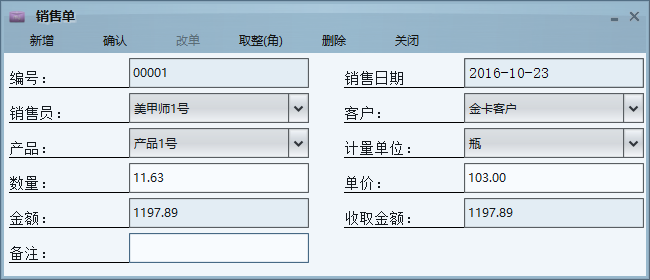 销售单
新增 确认 改单 取整(角) 删除 关闭
编号： 00001 销售日期 2016-10-23
销售员： 美甲师1号 客户： 金卡客户
产品： 产品1号 计量单位： 瓶
数量： 11.63 单价： 103.00
金额： 1197.89 收取金额： 1197.89
备注：